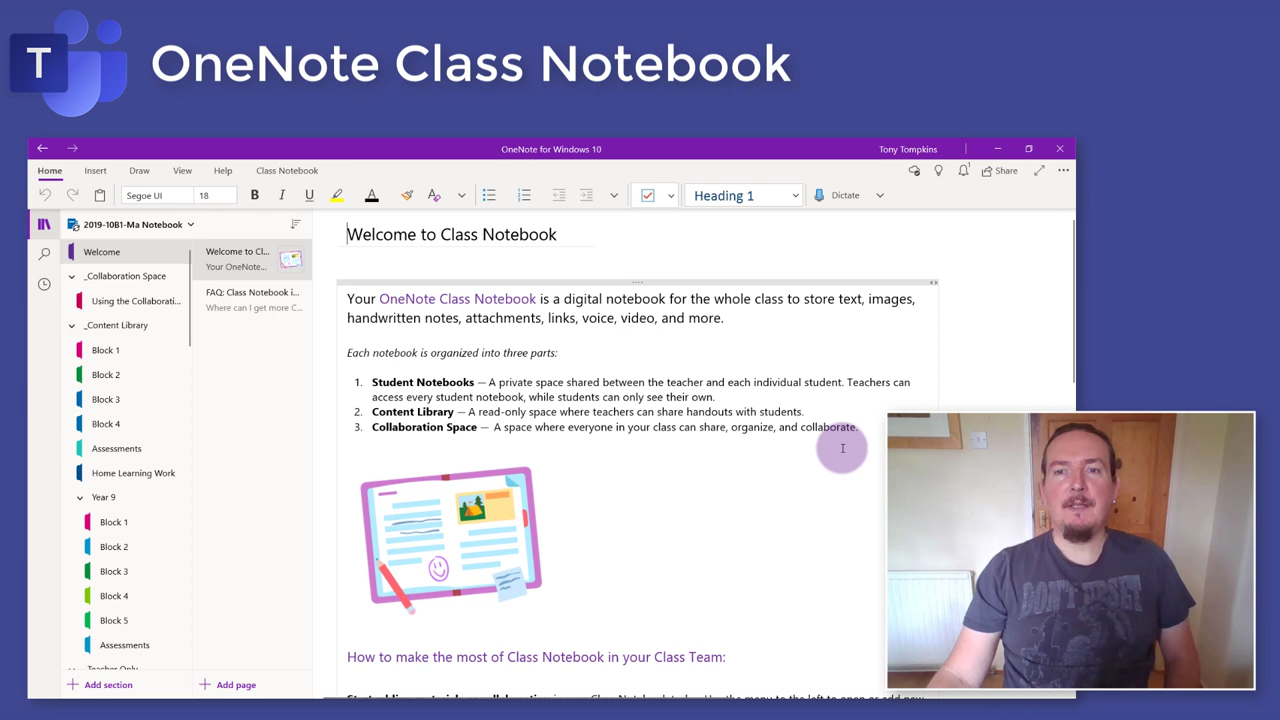 T
OneNote Class Notebook
OneNote for Windows 10
Tony Tompkins
Home Insert Draw View Help Class Notebook
1
Share
Segoe UI 18
B I U
A
Heading 1
Dictate
2019-10B1-Ma Notebook
Welcome
_Collaboration Space
Using the Collaborati...
_Content Library
Block 1
Block 2
Block 3
Block 4
Assessments
Home Learning Work
Year 9
Block 1
Block 2
Block 3
Block 4
Block 5
Assessments
Teacher Only
Add section
Welcome to Cl...
Your OneNote...
FAQ: Class Notebook i...
Where can I get more C...
Add page
Welcome to Class Notebook
Your OneNote Class Notebook is a digital notebook for the whole class to store text, images,
handwritten notes, attachments, links, voice, video, and more.
Each notebook is organized into three parts:
1. Student Notebooks — A private space shared between the teacher and each individual student. Teachers can
access every student notebook, while students can only see their own.
2. Content Library — A read-only space where teachers can share handouts with students.
3. Collaboration Space — A space where everyone in your class can share, organize, and collaborate.
How to make the most of Class Notebook in your Class Team:
DON'T UPSET